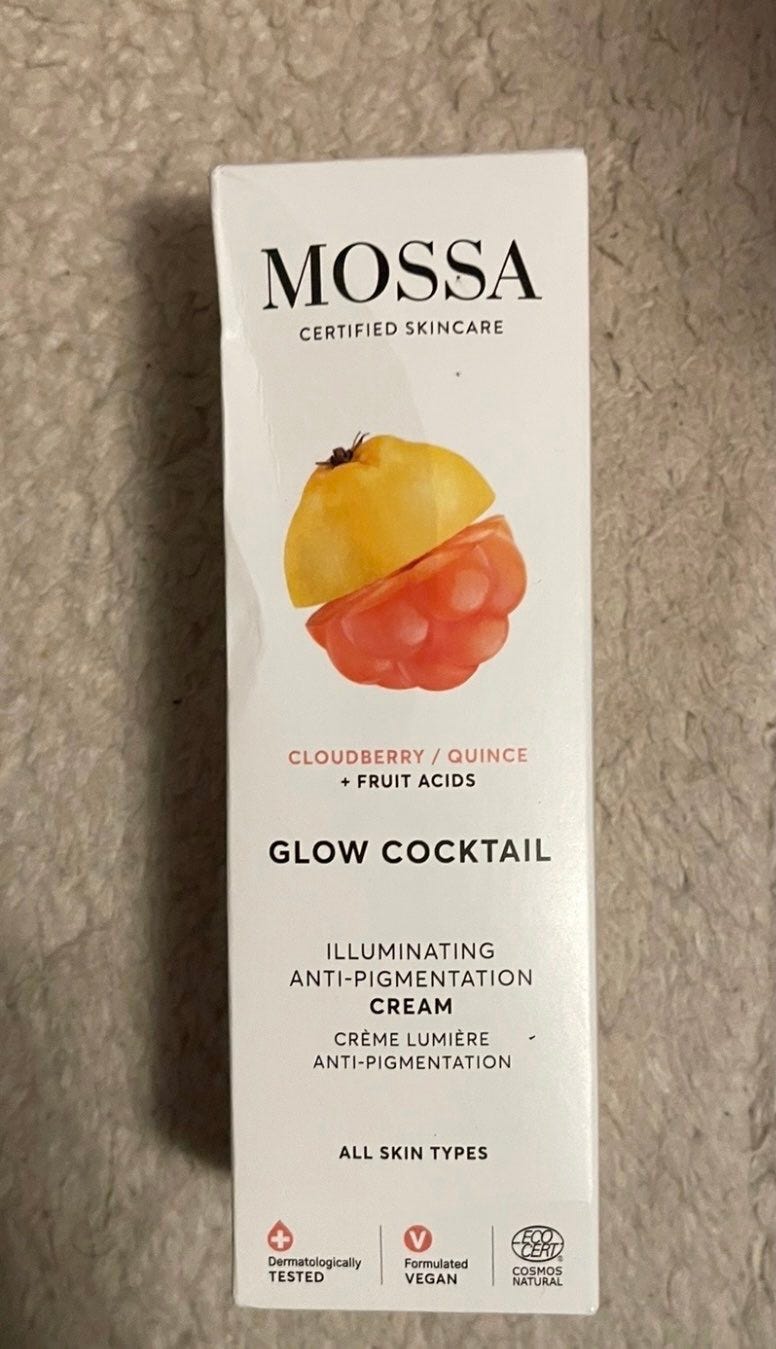 MOSSA
CERTIFIED SKINCARE
CLOUDBERRY / QUINCE
+ FRUIT ACIDS
GLOW COCKTAIL
ILLUMINATING
ANTI-PIGMENTATION
CREAM
CRÈME LUMIÈRE
ANTI-PIGMENTATION
ALL SKIN TYPES
Dermatologically
TESTED
V
Formulated
VEGAN
ECO
CERT®
COSMOS
NATURAL